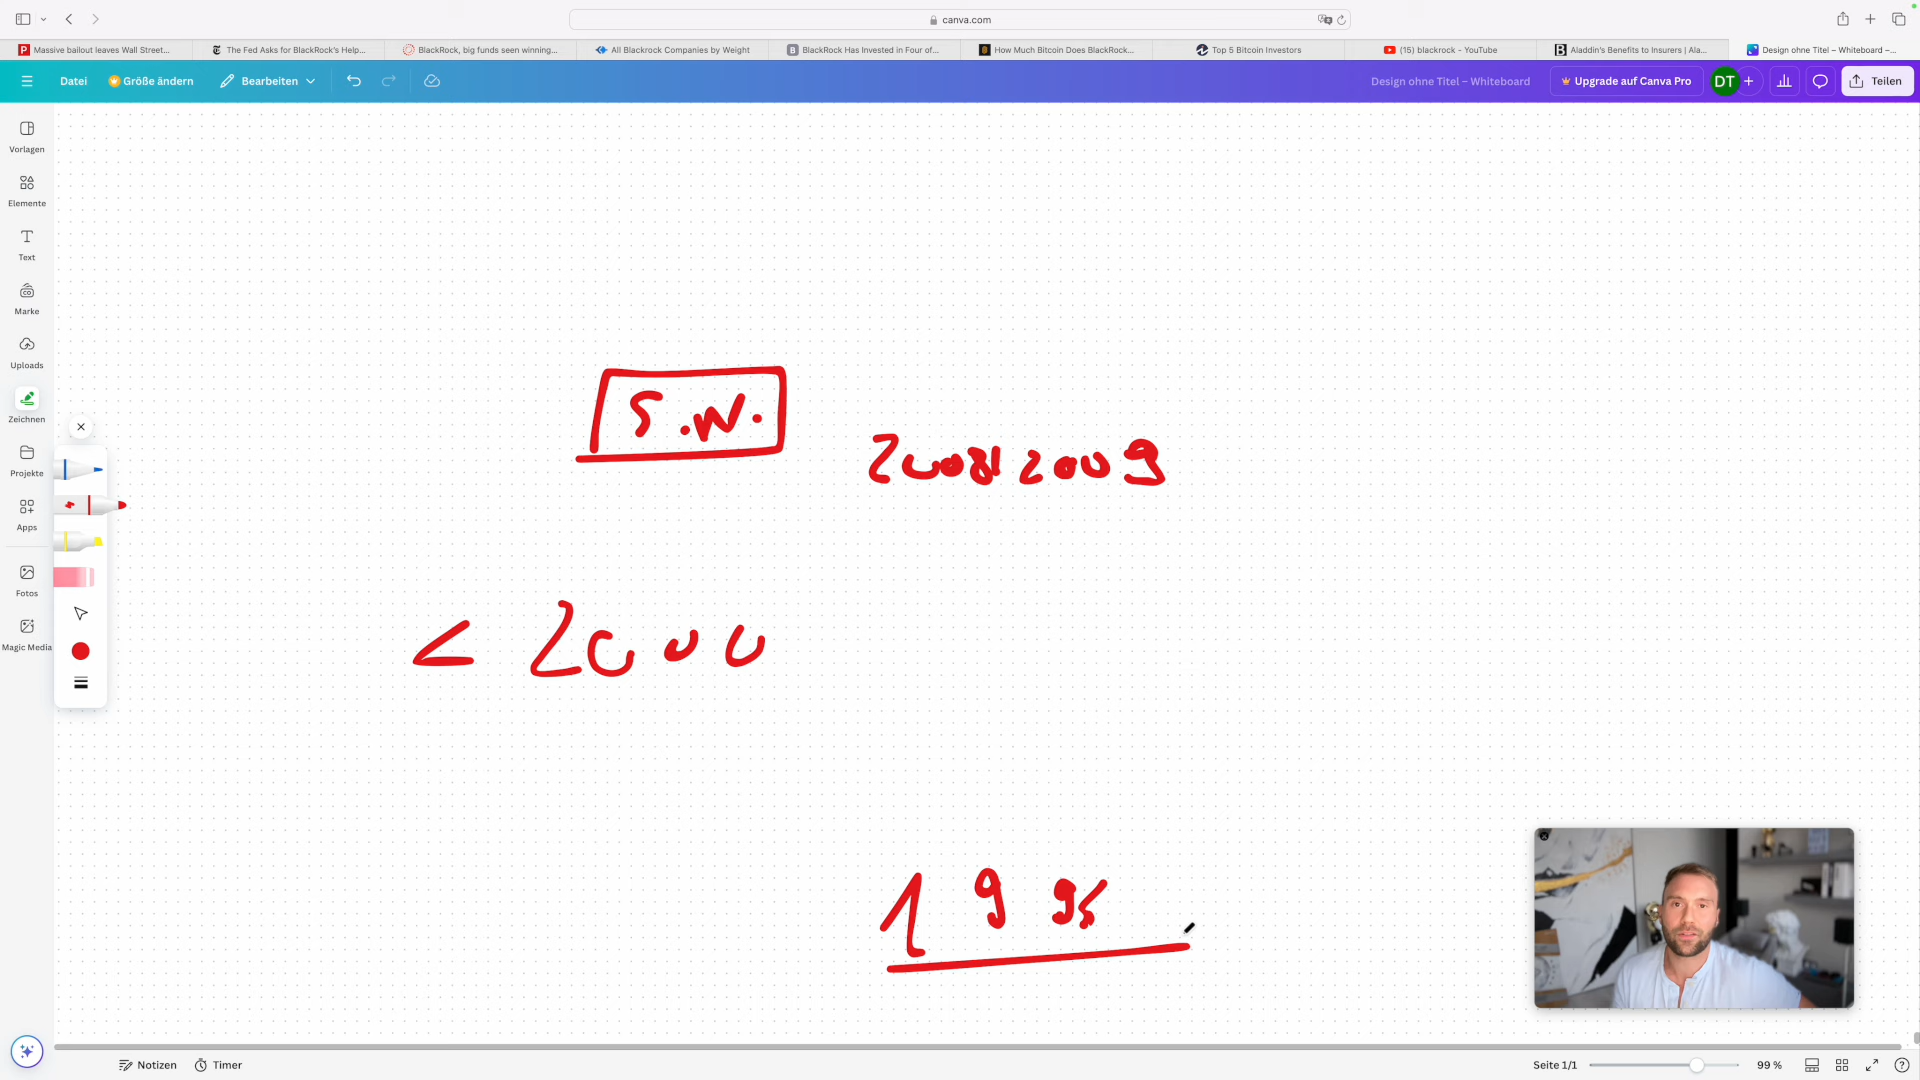 canva.com
Massive bailout leaves Wall Street...
The Fed Asks for BlackRock's Help...
BlackRock, big funds seen winning...
All Blackrock Companies by Weight
BlackRock Has Invested in Four of...
How Much Bitcoin Does BlackRock...
Top 5 Bitcoin Investors
(15) blackrock - YouTube
Aladdin's Benefits to Insurers | Ala...
Design ohne Titel – Whiteboard –...
Datei
Größe ändern
Bearbeiten
Design ohne Titel – Whiteboard
Upgrade auf Canva Pro
DT
Teilen
Vorlagen
Elemente
Text
Marke
Uploads
Zeichnen
Projekte
Apps
Fotos
Magic Media
S.W.
2008/2009
< 2000
Notizen
Timer
Seite 1/1
99 %